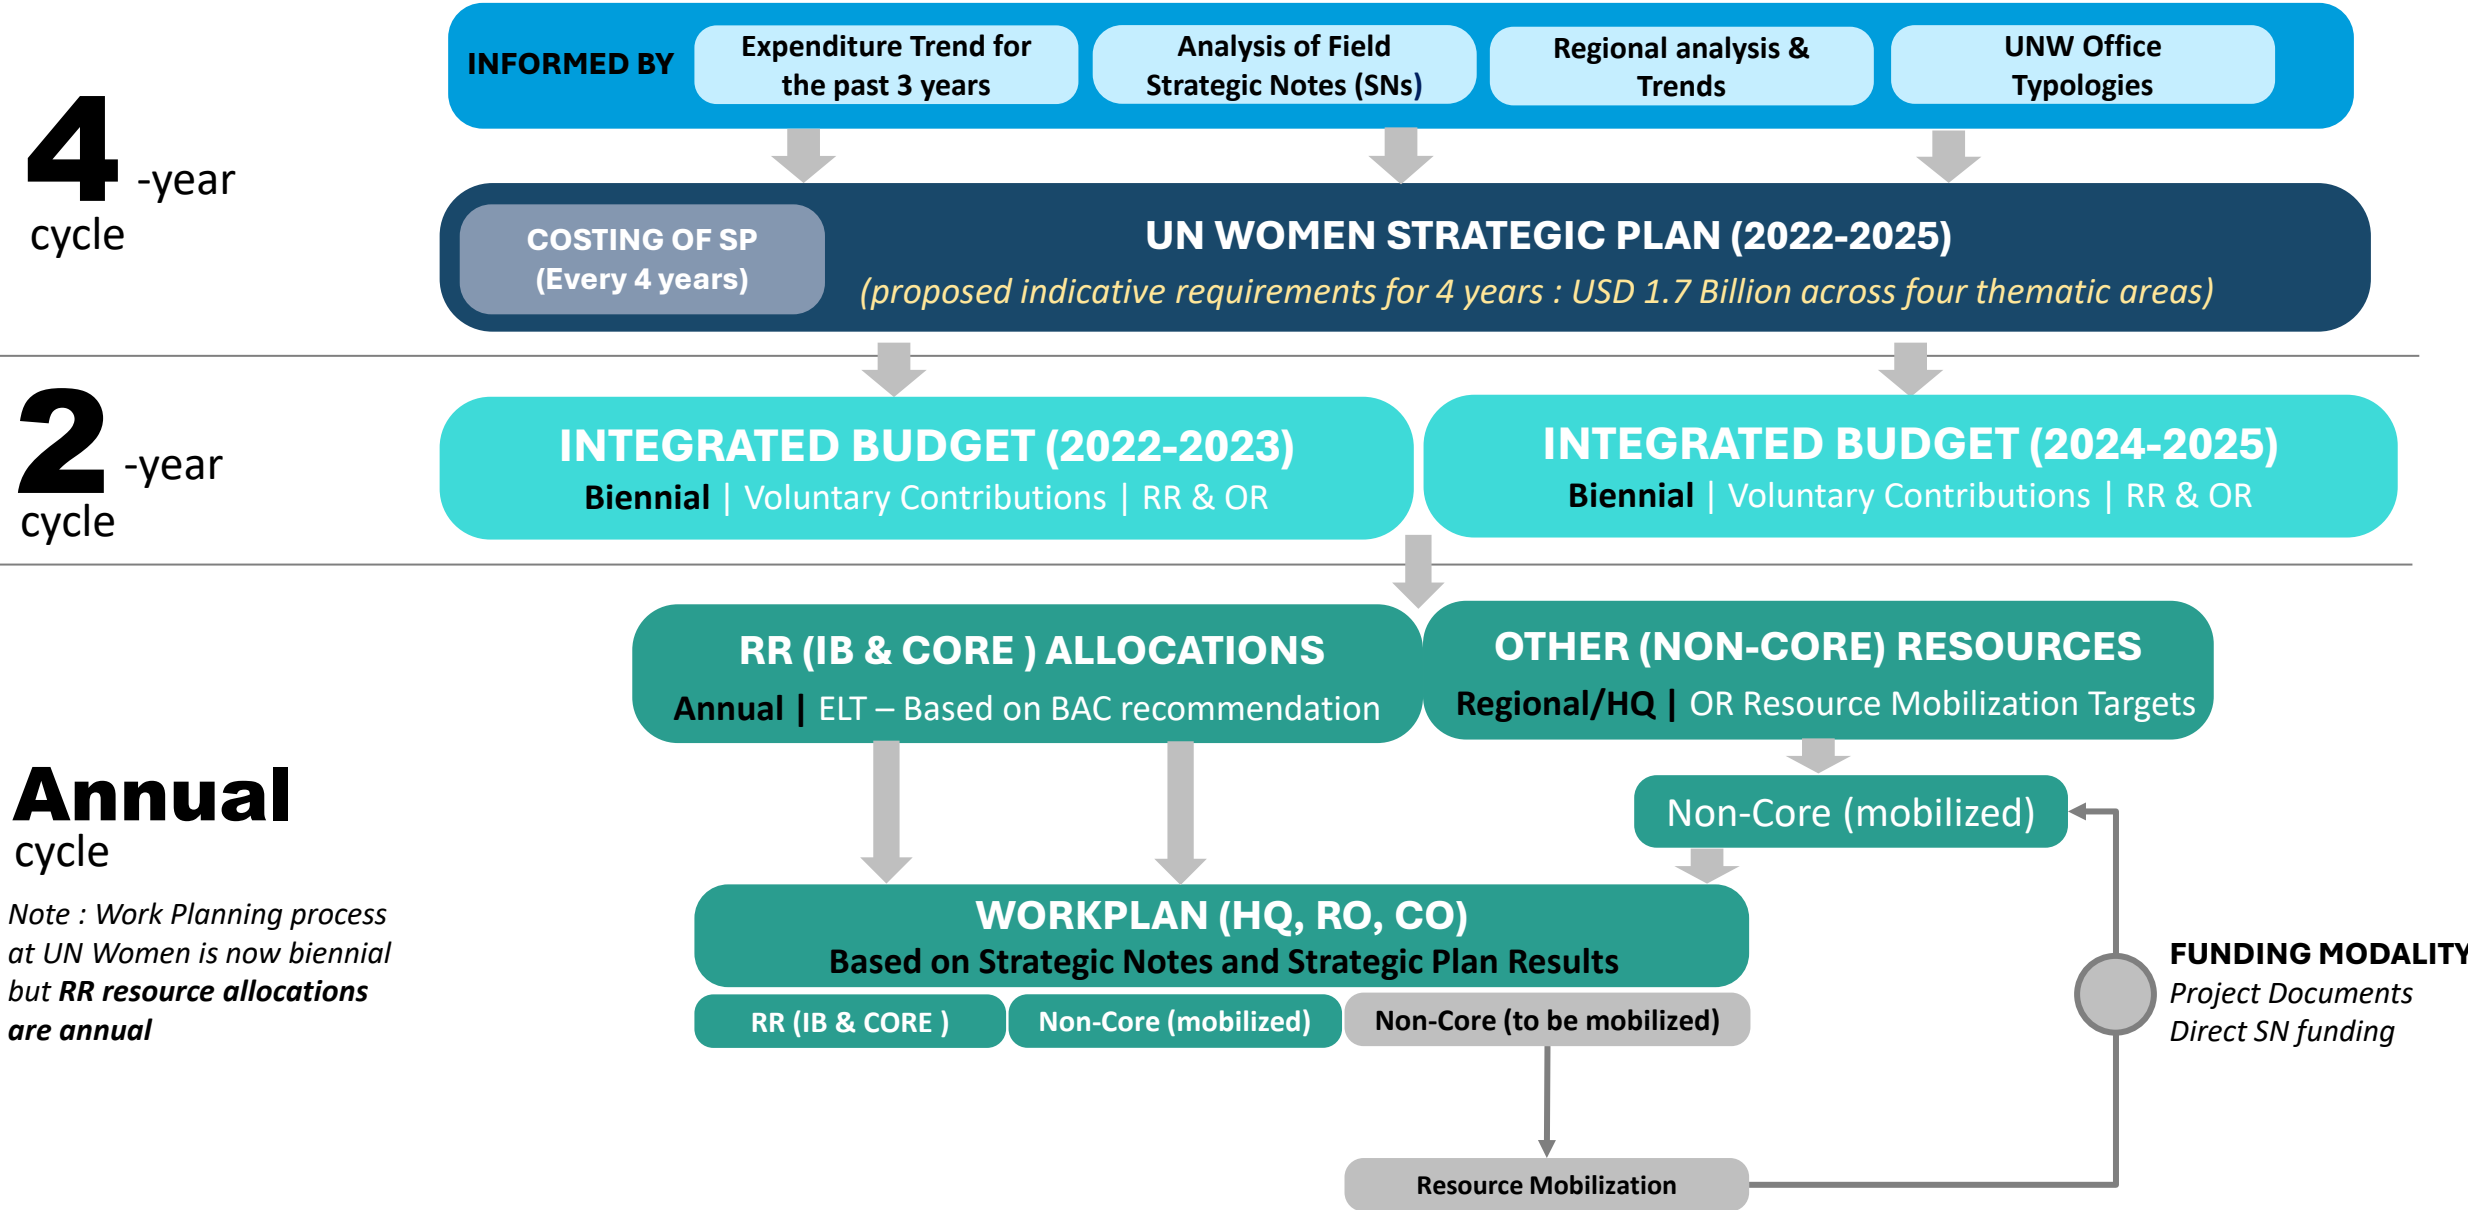 INFORMED BY
Expenditure Trend for
the past 3 years
Analysis of Field
Strategic Notes (SNs)
Regional analysis &
Trends
UNW Office
Typologies
4 -year
cycle
COSTING OF SP
(Every 4 years)
UN WOMEN STRATEGIC PLAN (2022-2025)
(proposed indicative requirements for 4 years : USD 1.7 Billion across four thematic areas)
2 -year
cycle
INTEGRATED BUDGET (2022-2023)
Biennial | Voluntary Contributions | RR & OR
INTEGRATED BUDGET (2024-2025)
Biennial | Voluntary Contributions | RR & OR
RR (IB & CORE ) ALLOCATIONS
Annual | ELT – Based on BAC recommendation
OTHER (NON-CORE) RESOURCES
Regional/HQ | OR Resource Mobilization Targets
Annual
cycle
Note : Work Planning process
at UN Women is now biennial
but RR resource allocations
are annual
Non-Core (mobilized)
WORKPLAN (HQ, RO, CO)
Based on Strategic Notes and Strategic Plan Results
RR (IB & CORE )
Non-Core (mobilized)
Non-Core (to be mobilized)
FUNDING MODALITY
Project Documents
Direct SN funding
Resource Mobilization